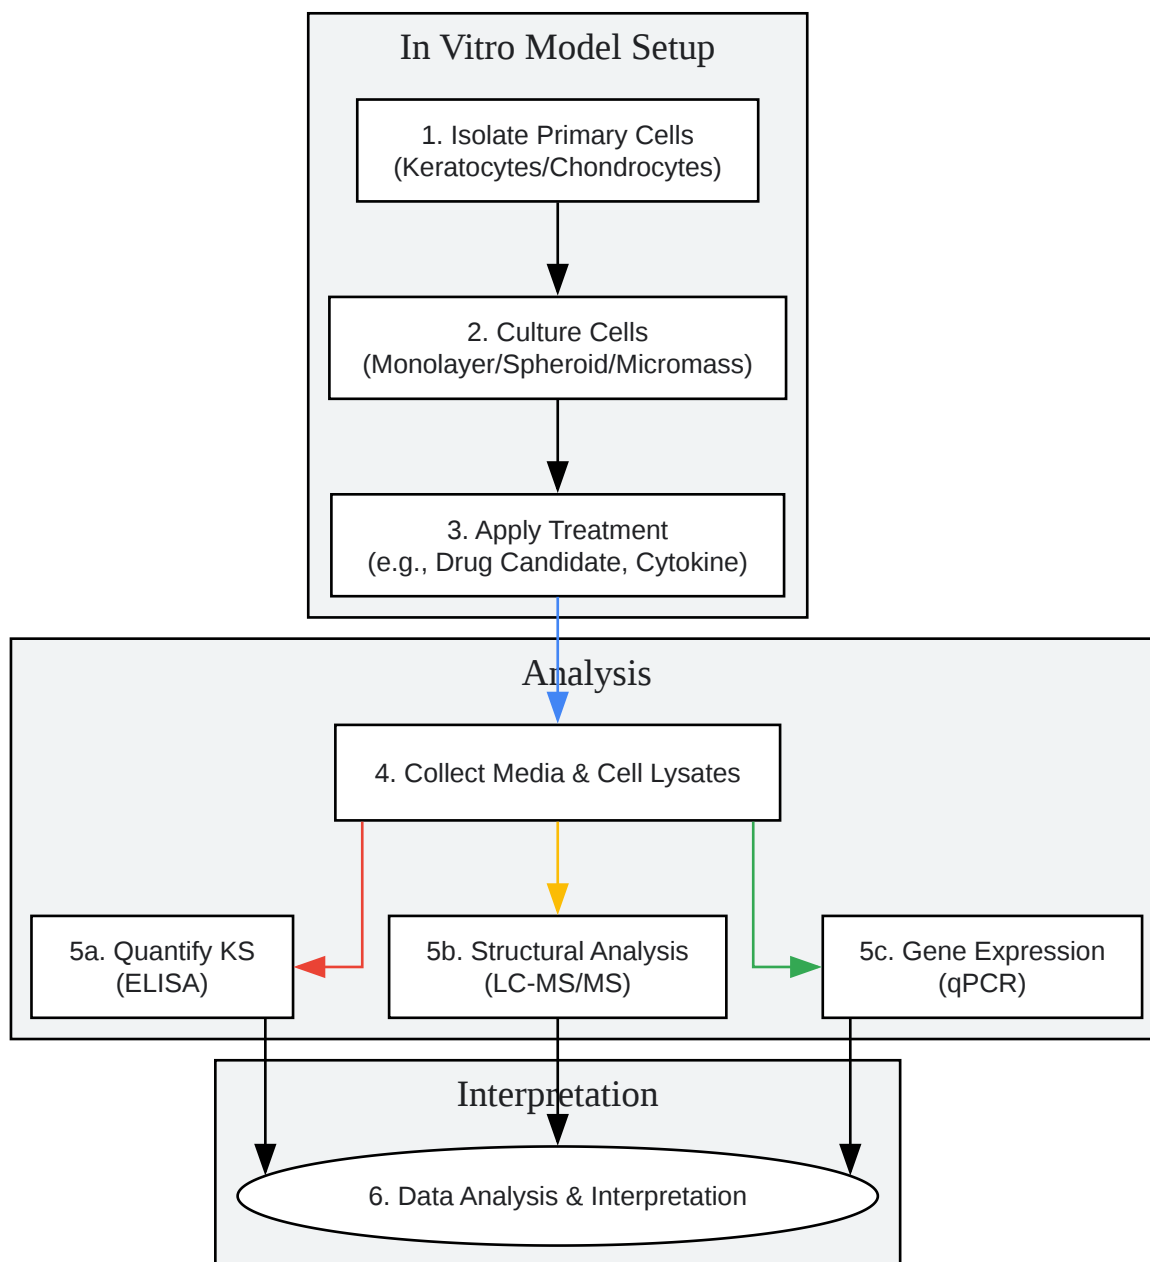 In Vitro Model Setup
1. Isolate Primary Cells
(Keratocytes/Chondrocytes)
2. Culture Cells
(Monolayer/Spheroid/Micromass)
3. Apply Treatment
(e.g., Drug Candidate, Cytokine)
Analysis
4. Collect Media & Cell Lysates
5a. Quantify KS
(ELISA)
5b. Structural Analysis
(LC-MS/MS)
5c. Gene Expression
(qPCR)
Interpretation
6. Data Analysis & Interpretation